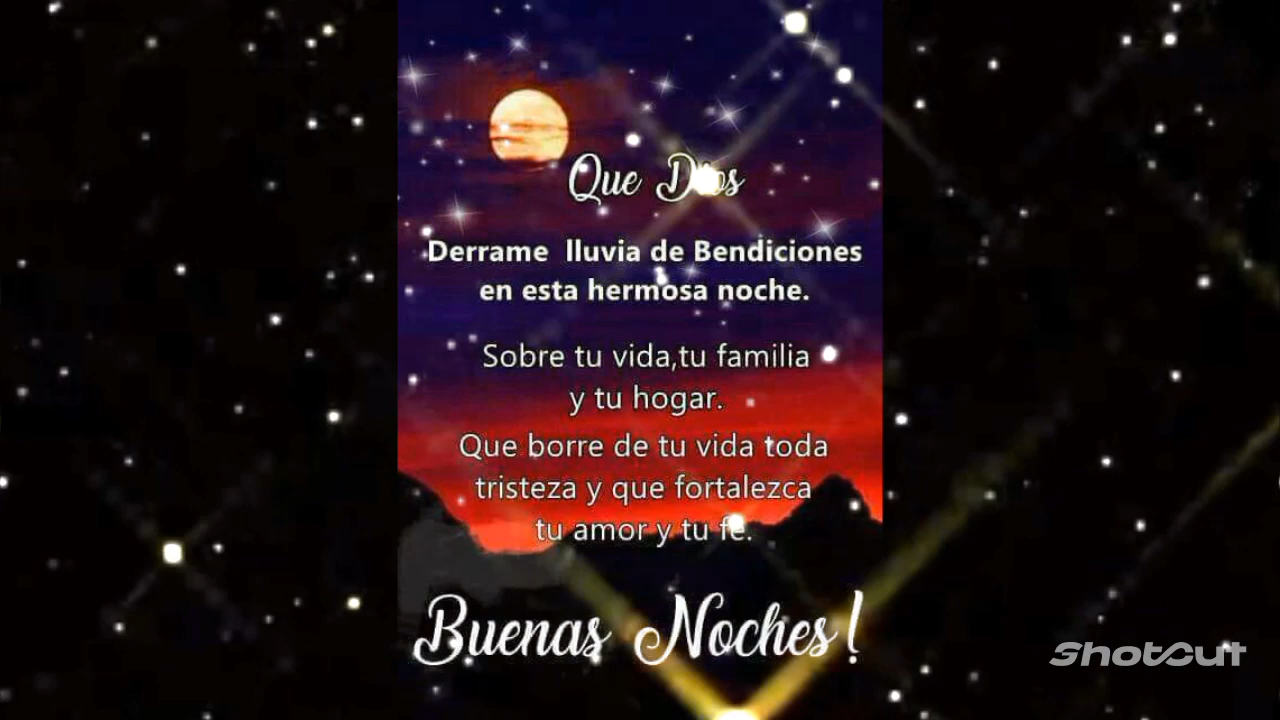 Que Dios
Derrame lluvia de Bendiciones
en esta hermosa noche.
Sobre tu vida,tu familia
y tu hogar.
Que borre de tu vida toda
tristeza y que fortalezca
tu amor y tu fe.
Buenas Noches!
ShotCut